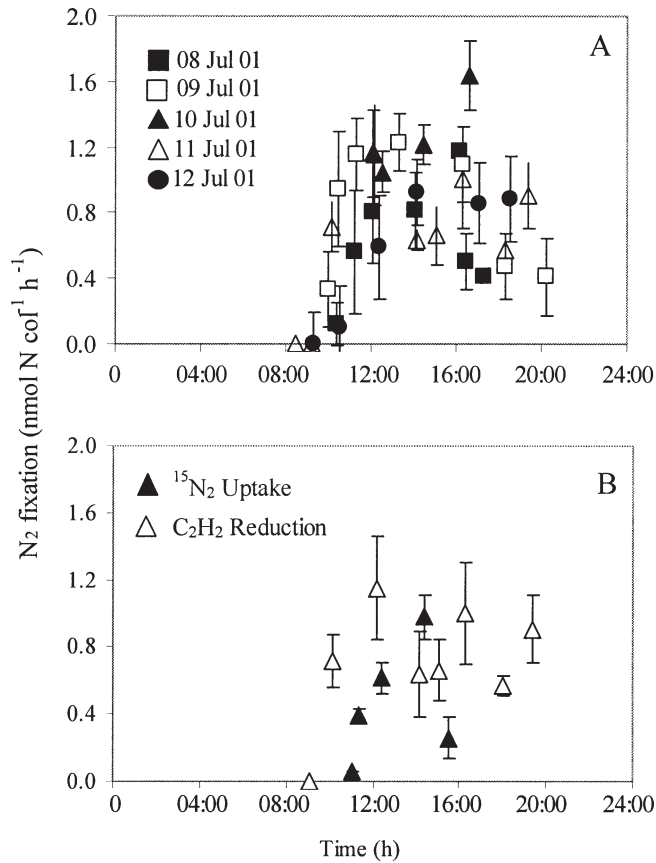 N₂ fixation (nmol N col⁻¹ h⁻¹)
A
2.0
1.6
1.2
0.8
0.4
0.0
08 Jul 01
09 Jul 01
10 Jul 01
11 Jul 01
12 Jul 01
0 04:00 08:00 12:00 16:00 20:00 24:00
B
2.0
1.6
1.2
0.8
0.4
0.0
¹⁵N₂ Uptake
C₂H₂ Reduction
0 04:00 08:00 12:00 16:00 20:00 24:00
Time (h)